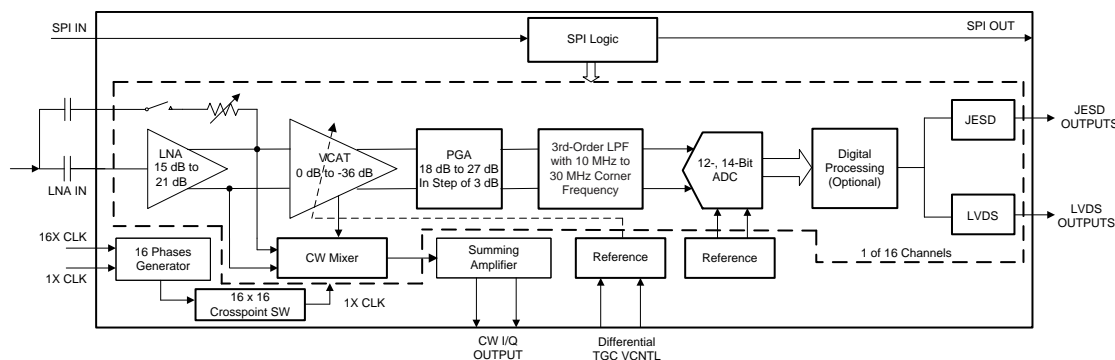 SPI IN
SPI Logic
SPI OUT
LNA
15 dB to
21 dB
VCAT
0 dB to -36 dB
PGA
18 dB to 27 dB
In Step of 3 dB
3rd-Order LPF
with 10 MHz to
30 MHz Corner
Frequency
12-, 14-Bit
ADC
Digital
Processing
(Optional)
JESD
JESD
OUTPUTS
LVDS
LVDS
OUTPUTS
LNA IN
16X CLK
1X CLK
16 Phases
Generator
16 x 16
Crosspoint SW
CW Mixer
1X CLK
Summing
Amplifier
Reference
Reference
1 of 16 Channels
CW I/Q
OUTPUT
Differential
TGC VCNTL